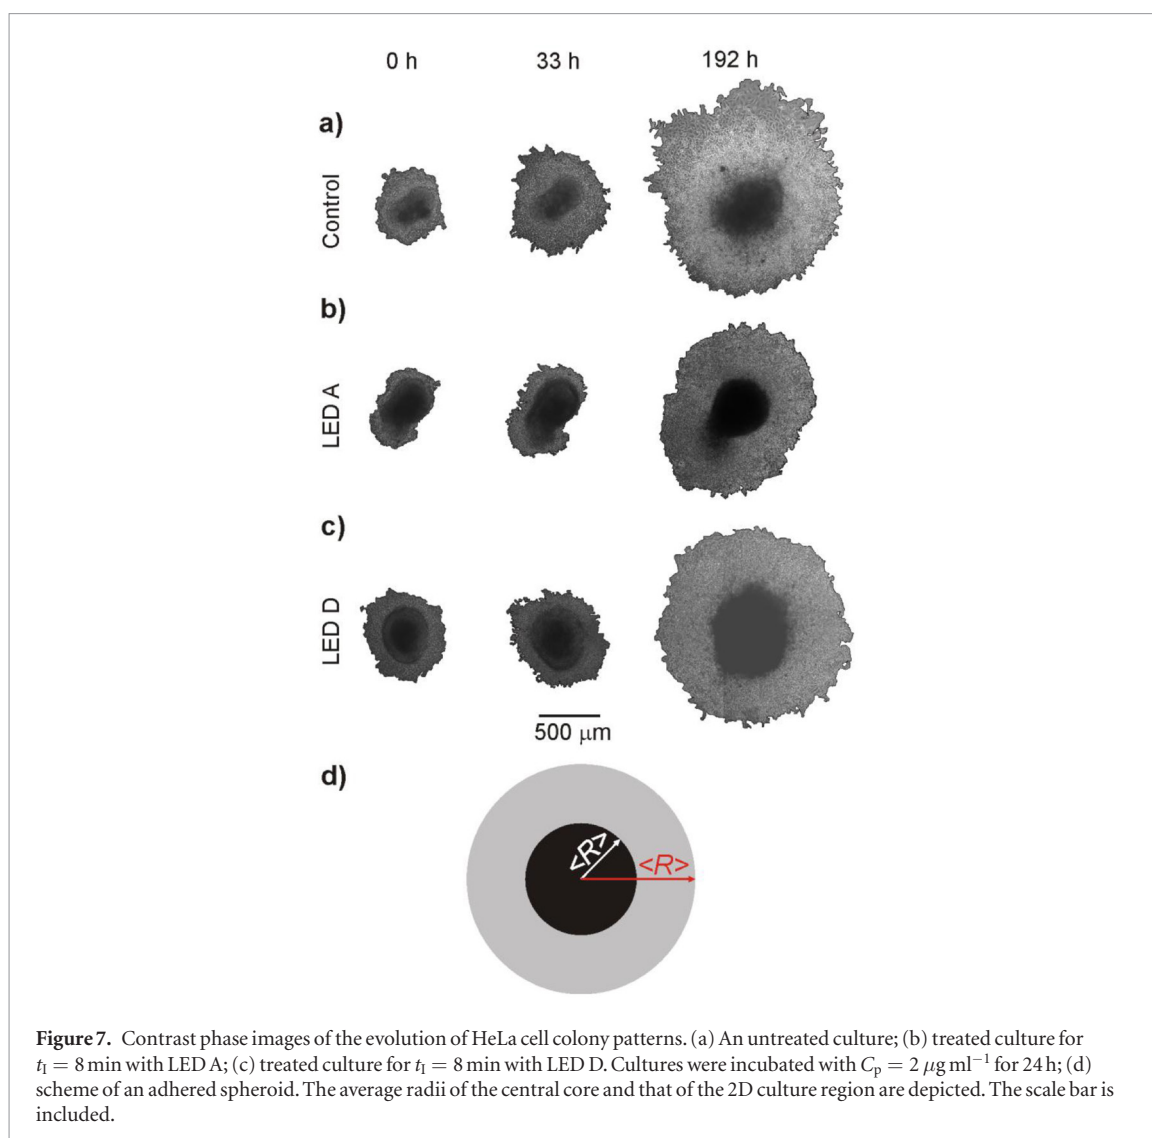 0 h 33 h 192 h
a)
Control
b)
LED A
c)
LED D
500 μm
d)
<R>
<R>
Figure 7. Contrast phase images of the evolution of HeLa cell colony patterns. (a) An untreated culture; (b) treated culture for
t_I = 8 min with LED A; (c) treated culture for t_I = 8 min with LED D. Cultures were incubated with C_p = 2 μg ml⁻¹ for 24 h; (d)
scheme of an adhered spheroid. The average radii of the central core and that of the 2D culture region are depicted. The scale bar is
included.